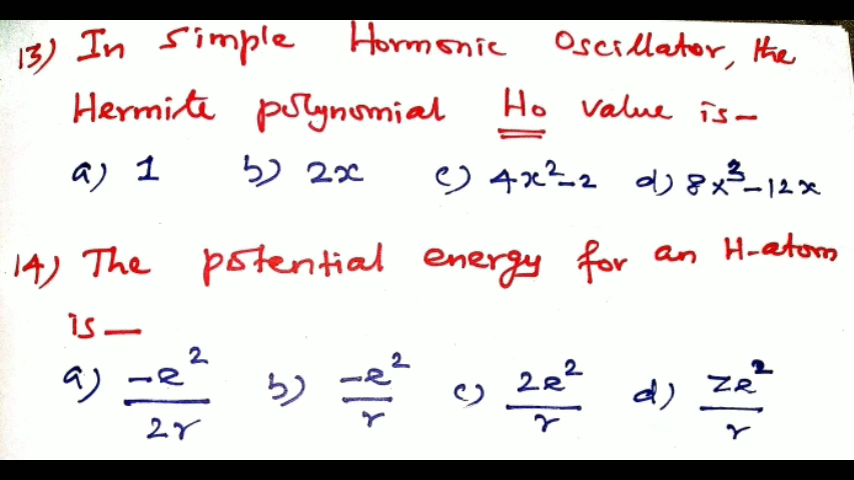 13) In Simple Hormonic Oscillator, the
Hermite polynomial H₀ value is-
a) 1 b) 2x c) 4x²-2 d) 8x³-12x
14) The potential energy for an H-atom
is-
a) -e²/2r b) -e²/r c) 2e²/r d) Ze²/r